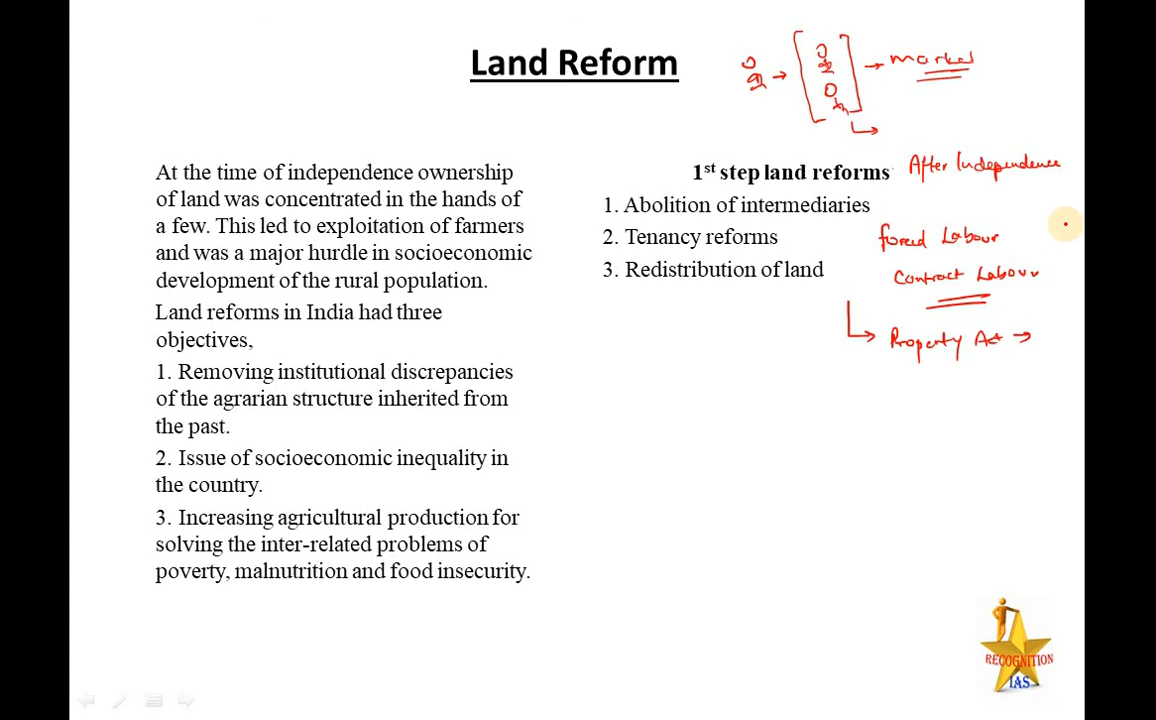 Land Reform
market
At the time of independence ownership
of land was concentrated in the hands of
a few. This led to exploitation of farmers
and was a major hurdle in socioeconomic
development of the rural population.
Land reforms in India had three
objectives,
1. Removing institutional discrepancies
of the agrarian structure inherited from
the past.
2. Issue of socioeconomic inequality in
the country.
3. Increasing agricultural production for
solving the inter-related problems of
poverty, malnutrition and food insecurity.
1st step land reforms After Independence
1. Abolition of intermediaries
2. Tenancy reforms
3. Redistribution of land
forced Labour
Contract Labour
Property Act
RECOGNITION
IAS